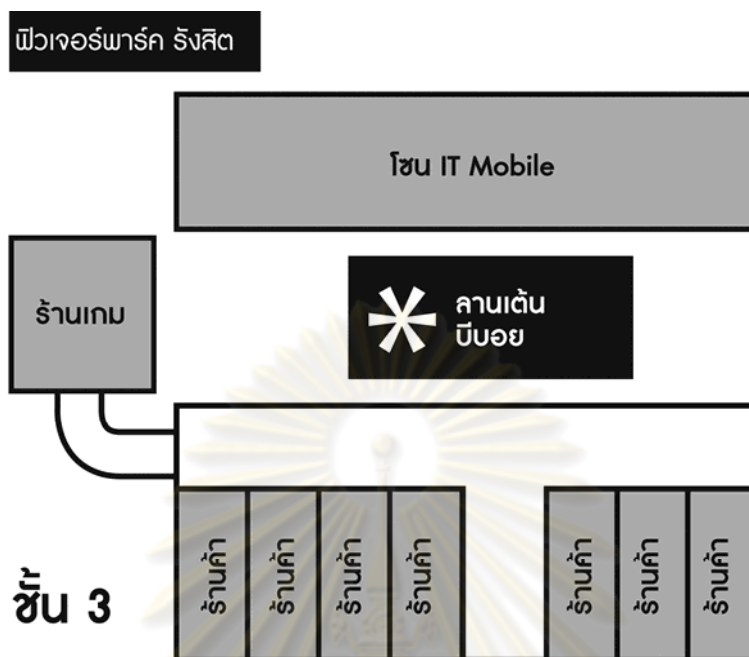 ฟิวเจอร์พาร์ค รังสิต
โซน IT Mobile
ร้านเกม
ลานเต้น
บีบอย
ร้านค้า
ร้านค้า
ร้านค้า
ร้านค้า
ร้านค้า
ร้านค้า
ร้านค้า
ชั้น 3